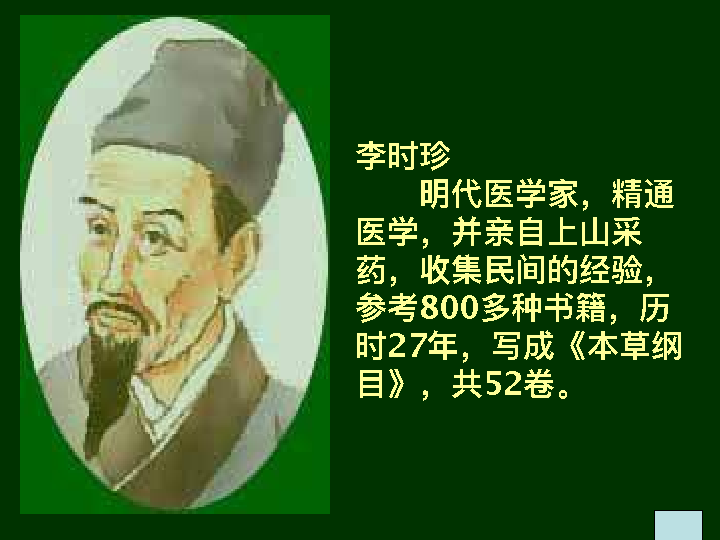 李时珍
明代医学家，精通
医学，并亲自上山采
药，收集民间的经验，
参考800多种书籍，历
时27年，写成《本草纲
目》，共52卷。